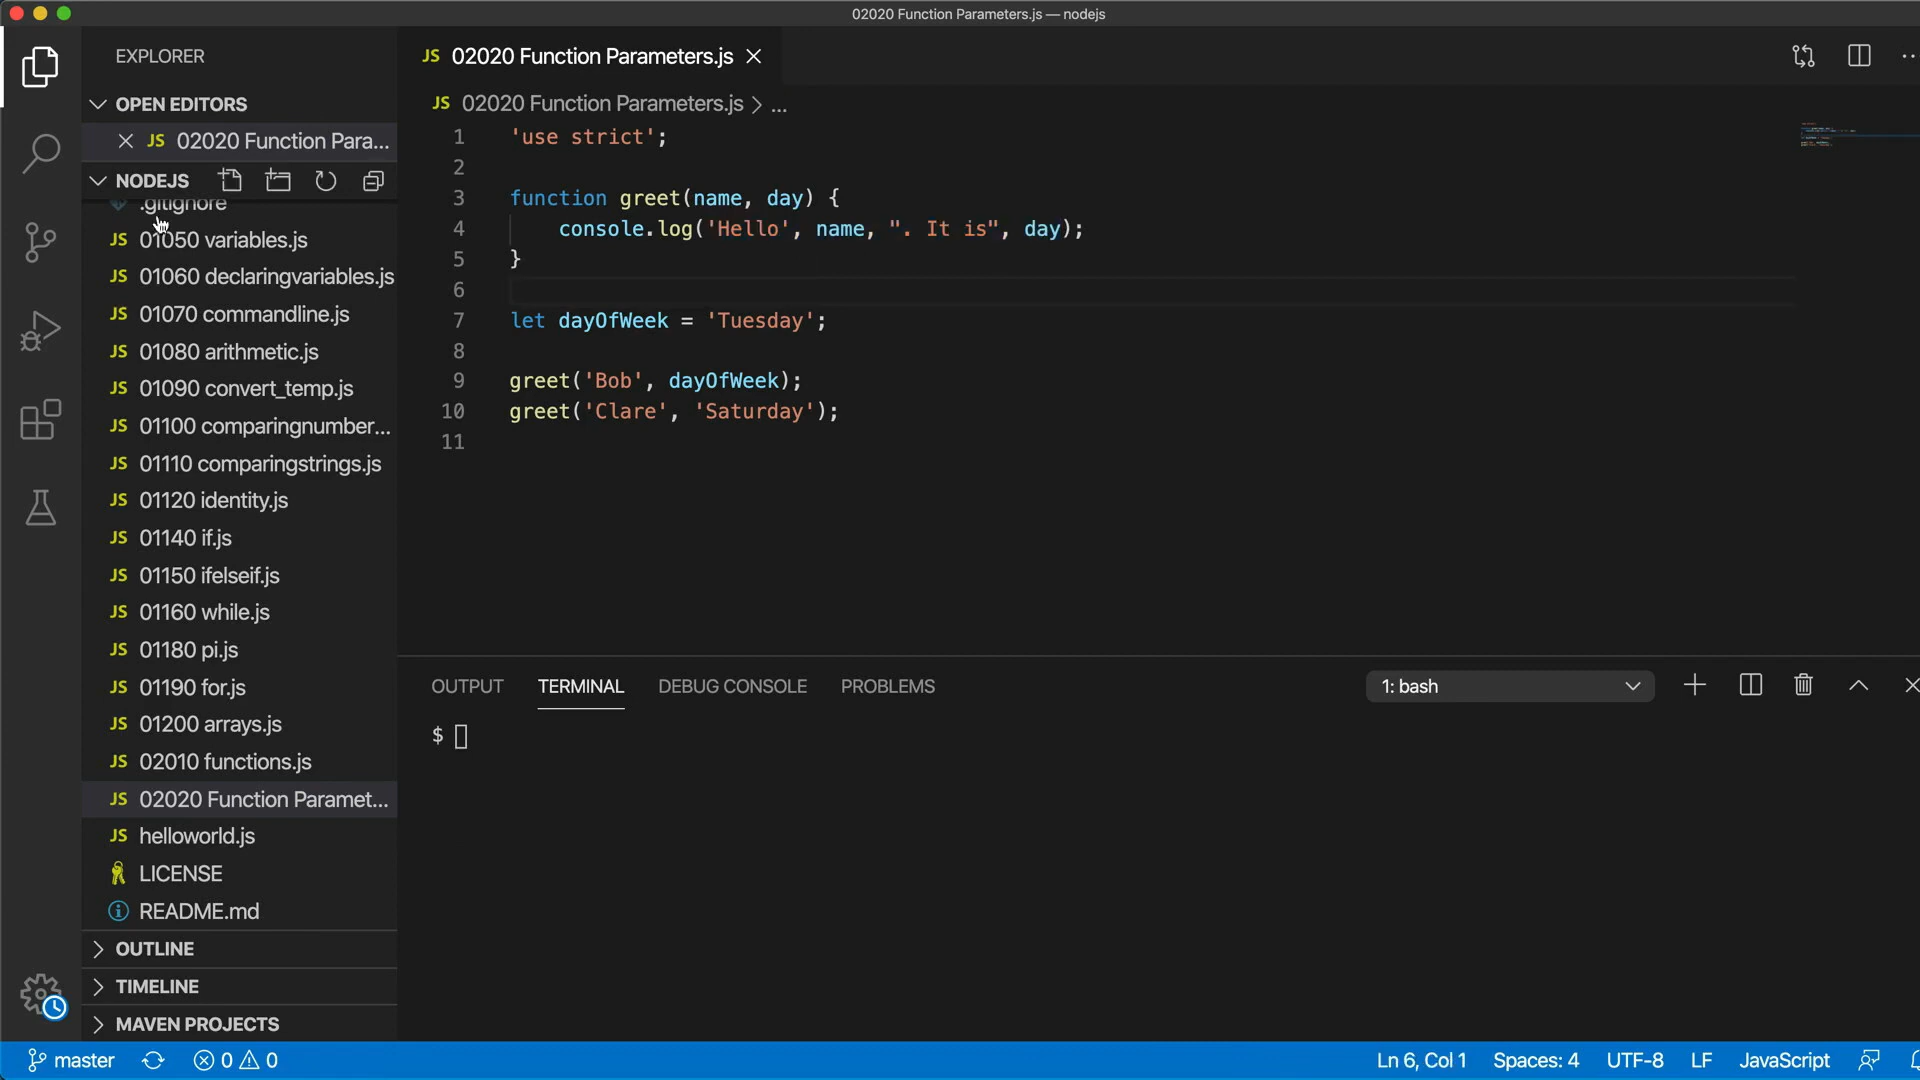 02020 Function Parameters.js — nodejs
EXPLORER
OPEN EDITORS
JS 02020 Function Para...
NODEJS
.gitignore
JS 01050 variables.js
JS 01060 declaringvariables.js
JS 01070 commandline.js
JS 01080 arithmetic.js
JS 01090 convert_temp.js
JS 01100 comparingnumber...
JS 01110 comparingstrings.js
JS 01120 identity.js
JS 01140 if.js
JS 01150 ifelseif.js
JS 01160 while.js
JS 01180 pi.js
JS 01190 for.js
JS 01200 arrays.js
JS 02010 functions.js
JS 02020 Function Paramet...
JS helloworld.js
LICENSE
README.md
OUTLINE
TIMELINE
MAVEN PROJECTS
JS 02020 Function Parameters.js
JS 02020 Function Parameters.js > ...
1 'use strict';
2
3 function greet(name, day) {
4 console.log('Hello', name, ". It is", day);
5 }
6
7 let dayOfWeek = 'Tuesday';
8
9 greet('Bob', dayOfWeek);
10 greet('Clare', 'Saturday');
11
OUTPUT TERMINAL DEBUG CONSOLE PROBLEMS 1: bash
$
master 0 0 Ln 6, Col 1 Spaces: 4 UTF-8 LF JavaScript